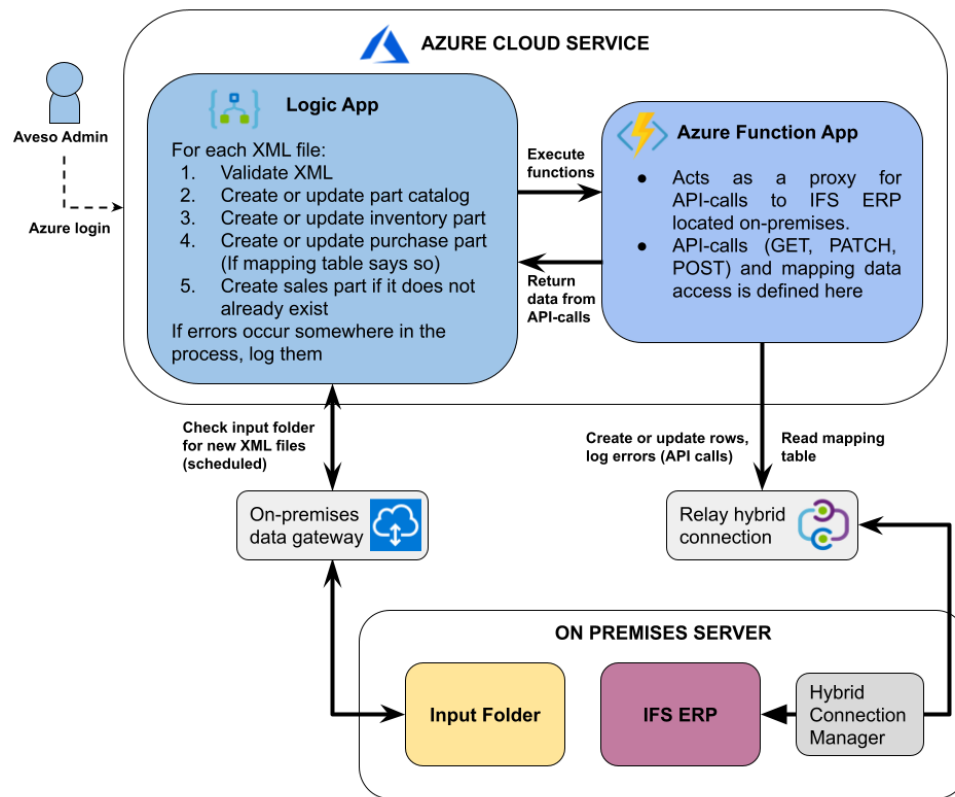 AZURE CLOUD SERVICE
Aveso Admin
Azure login
Logic App
For each XML file:
1. Validate XML
2. Create or update part catalog
3. Create or update inventory part
4. Create or update purchase part
(If mapping table says so)
5. Create sales part if it does not
already exist
If errors occur somewhere in the
process, log them
Execute
functions
Return
data from
API-calls
Azure Function App
● Acts as a proxy for
API-calls to IFS ERP
located on-premises.
● API-calls (GET, PATCH,
POST) and mapping data
access is defined here
Check input folder
for new XML files
(scheduled)
Create or update rows,
log errors (API calls)
Read mapping
table
On-premises
data gateway
Relay hybrid
connection
ON PREMISES SERVER
Input Folder
IFS ERP
Hybrid
Connection
Manager